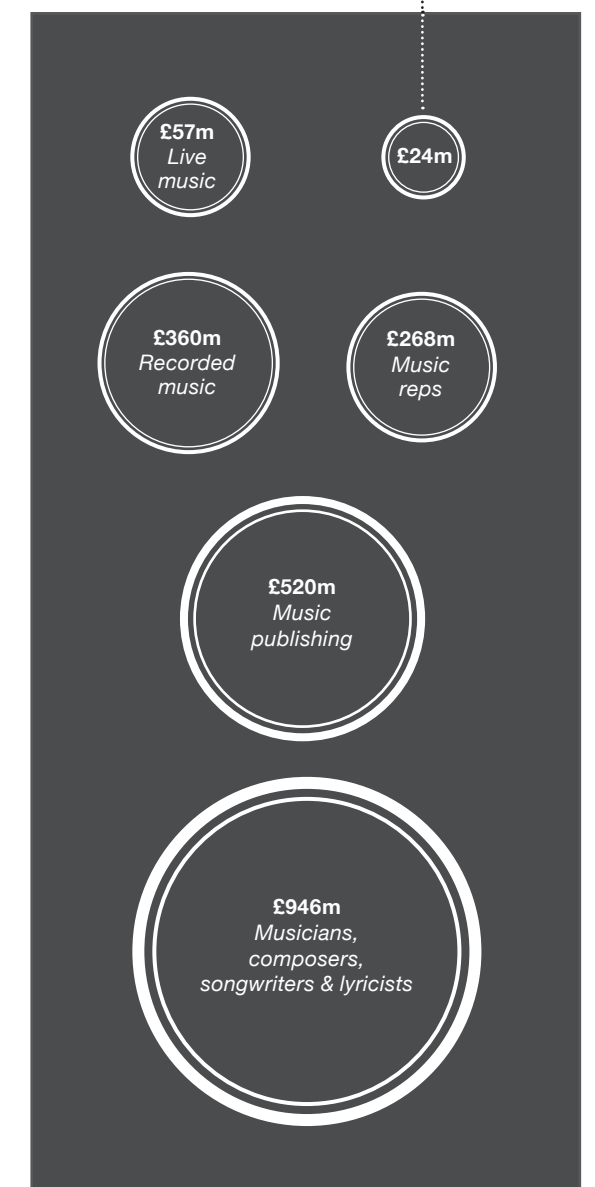 £57m
Live
music
£24m
£360m
Recorded
music
£268m
Music
reps
£520m
Music
publishing
£946m
Musicians,
composers,
songwriters & lyricists